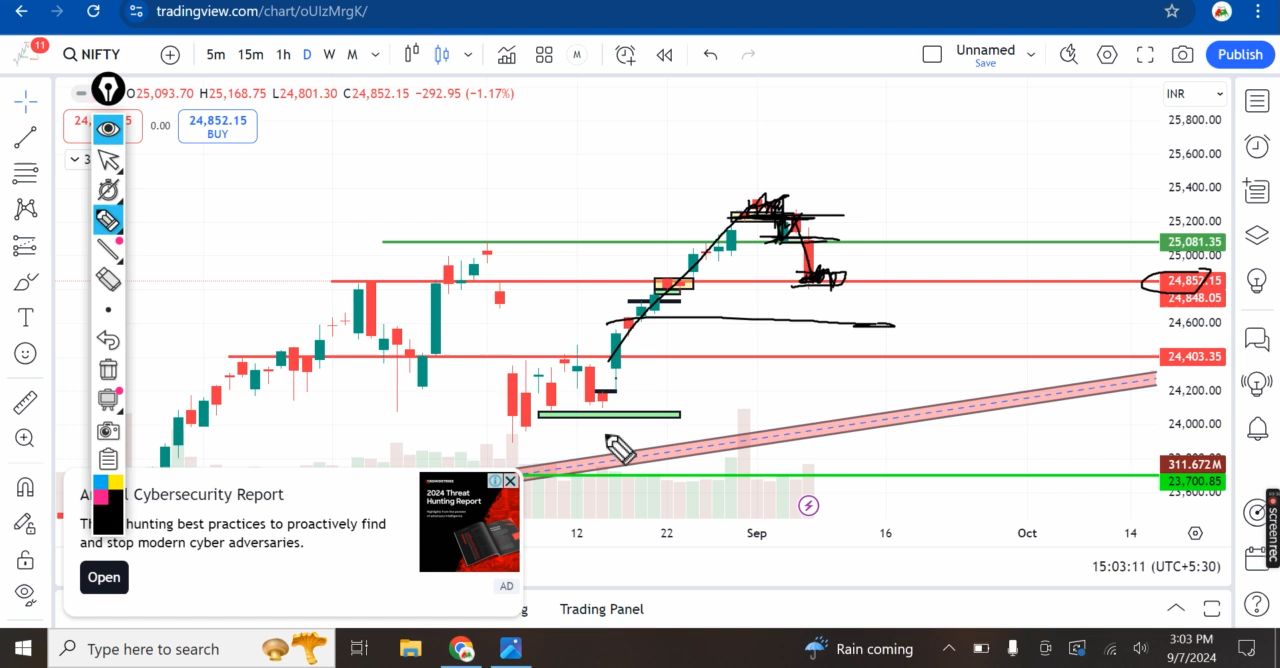 tradingview.com/chart/oUIzMrgK/
11
NIFTY
5m 15m 1h D W M
M
Unnamed
Save
Publish
O25,093.70 H25,168.75 L24,801.30 C24,852.15 −292.95 (−1.17%)
0.00
24,852.15
BUY
3
INR
25,800.00
25,600.00
25,400.00
25,200.00
25,081.35
25,000.00
24,852.15
24,848.05
24,600.00
24,403.35
24,200.00
24,000.00
311.672M
23,700.85
23,600.00
12 22 Sep 16 Oct 14
Cybersecurity Report
hunting best practices to proactively find
and stop modern cyber adversaries.
Open
2024 Threat
Hunting Report
AD
15:03:11 (UTC+5:30)
Trading Panel
screenrec
Type here to search
Rain coming
3:03 PM
9/7/2024